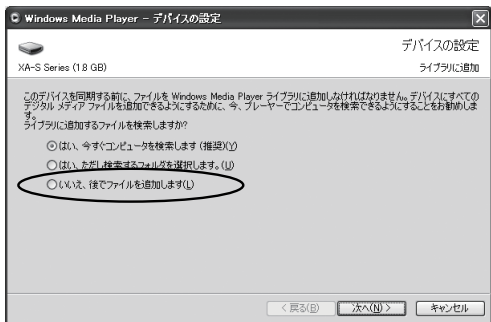 Windows Media Player - デバイスの設定
デバイスの設定
XA-S Series (1.8 GB)
ライブラリに追加
このデバイスを同期する前に、ファイルを Windows Media Player ライブラリに追加しなければなりません。デバイスにすべての
デジタル メディア ファイルを追加できるようにするために、今、プレーヤーでコンピュータを検索できるようにすることをお勧めしま
す。
ライブラリに追加するファイルを検索しますか?
はい、今すぐコンピュータを検索します (推奨)(Y)
はい、ただし検索するフォルダを選択します。(U)
いいえ、後でファイルを追加します(L)
< 戻る(B)
次へ(N) >
キャンセル